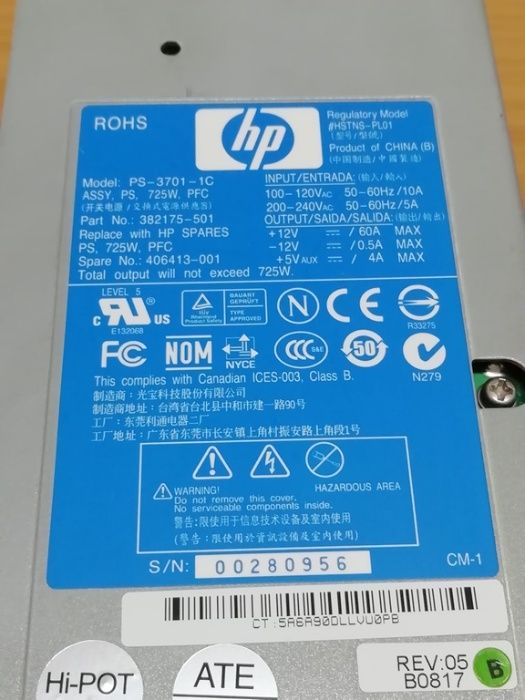 ROHS
hp
Regulatory Model
#HSTNS-PL01
(型号/型號)
Product of CHINA (B)
(中国制造/中國製造)
Model: PS-3701-1C
ASSY, PS, 725W, PFC
(开关电源/交換式電源供應器)
Part No.: 382175-501
Replace with HP SPARES
PS, 725W, PFC
Spare No.: 406413-001
Total output will not exceed 725W.
INPUT/ENTRADA: (输入/輸入)
100-120VAC 50-60Hz/10A
200-240VAC 50-60Hz/5A
OUTPUT/SAIDA/SALIDA: (输出/輸出)
+12V / 60A MAX
-12V / 0.5A MAX
+5VAUX / 4A MAX
LEVEL 5
c UL US
E132068
TÜV
Rheinland
Product Safety
BAUART
GEPRÜFT
TYPE
APPROVED
N
CE
R33275
FC
NOM
NYCE
CCC S&E
50
N279
This complies with Canadian ICES-003, Class B.
制造商: 光宝科技股份有限公司
制造商地址: 台湾省台北县中和市建一路90号
工厂: 东莞利通电器二厂
工厂地址: 广东省东莞市长安镇上角村振安路上角段1号
WARNING!
Do not remove this cover.
No serviceable components inside.
HAZARDOUS AREA
警告: 限使用于信息技术设备及室内使用
(警告: 限使用於資訊設備及室内使用)
S/N: 00280956
CM-1
CT:5A6A90DLLVU0PB
Hi-POT
ATE
REV:05
B0817
B